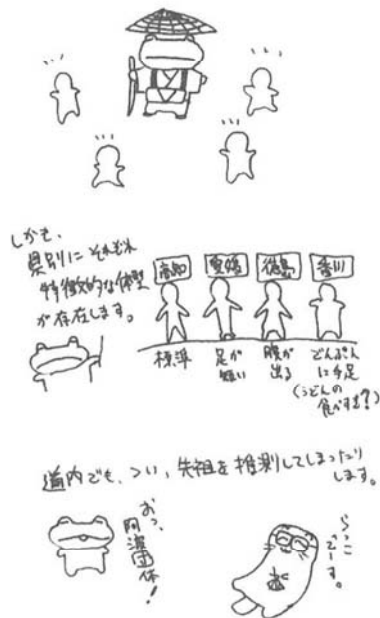 しかも、
県別にそれぞれ
特徴的な体型
が存在します。
高知
愛媛
徳島
香川
標準
足が
短い
腹が
出る
どんぶり
に手足
(うどんの
食べすぎ?)
道内でも、つい、先祖を推測してしまったり
します。
おっ、
阿波団体!
らっこ
でーす。